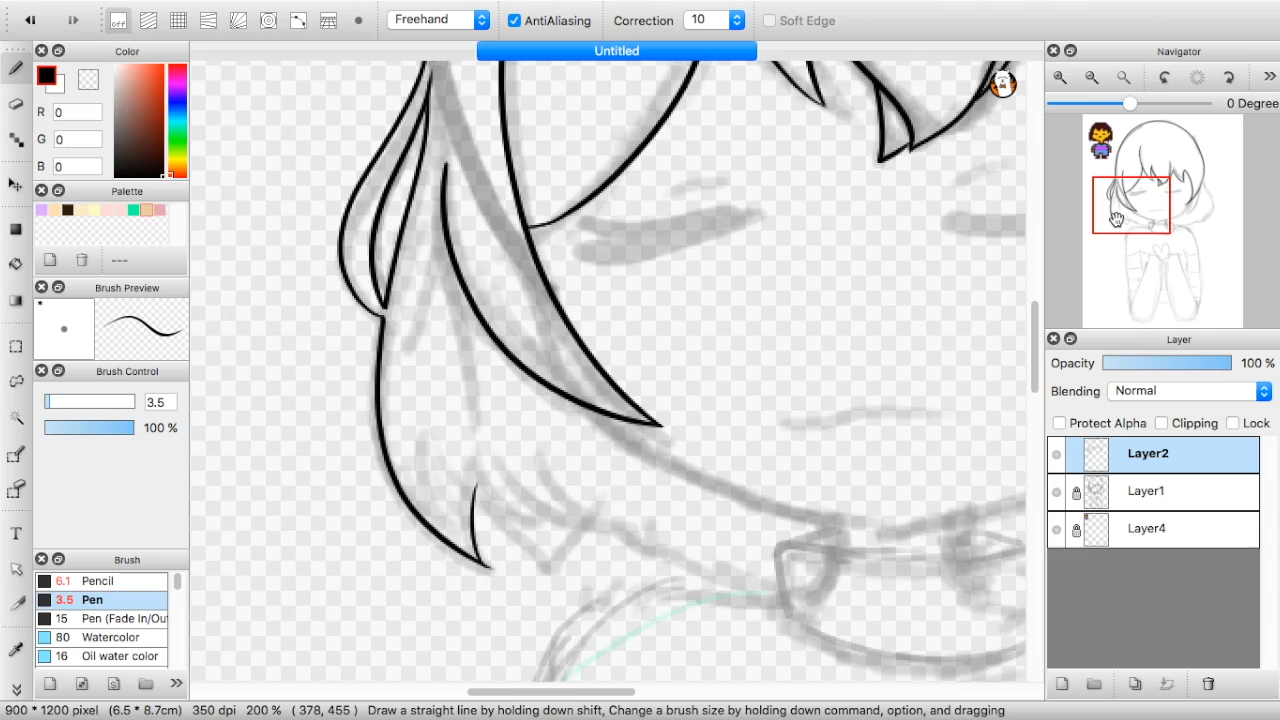 off
Freehand
AntiAliasing
Correction
10
Soft Edge
Color
Untitled
Navigator
R 0
G 0
B 0
0 Degree
Palette
---
Brush Preview
*
Layer
Opacity
100 %
Brush Control
Blending
Normal
3.5
Protect Alpha
Clipping
Lock
100 %
Layer2
Layer1
Layer4
T
Brush
6.1 Pencil
3.5 Pen
15 Pen (Fade In/Out
80 Watercolor
16 Oil water color
900 * 1200 pixel (6.5 * 8.7cm) 350 dpi 200 % ( 378, 455 ) Draw a straight line by holding down shift, Change a brush size by holding down command, option, and dragging